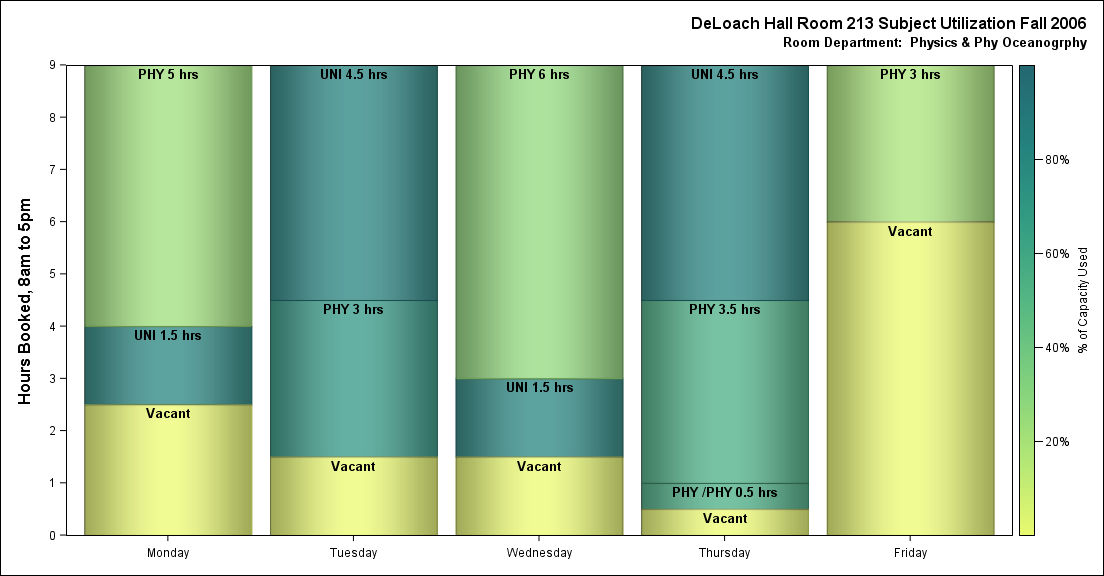 DeLoach Hall Room 213 Subject Utilization Fall 2006
Room Department:  Physics & Phy Oceanogrphy
Hours Booked, 8am to 5pm
9
8
7
6
5
4
3
2
1
0
PHY 5 hrs
UNI 1.5 hrs
Vacant
UNI 4.5 hrs
PHY 3 hrs
Vacant
PHY 6 hrs
UNI 1.5 hrs
Vacant
UNI 4.5 hrs
PHY 3.5 hrs
PHY /PHY 0.5 hrs
Vacant
PHY 3 hrs
Vacant
Monday
Tuesday
Wednesday
Thursday
Friday
80%
60%
40%
20%
% of Capacity Used